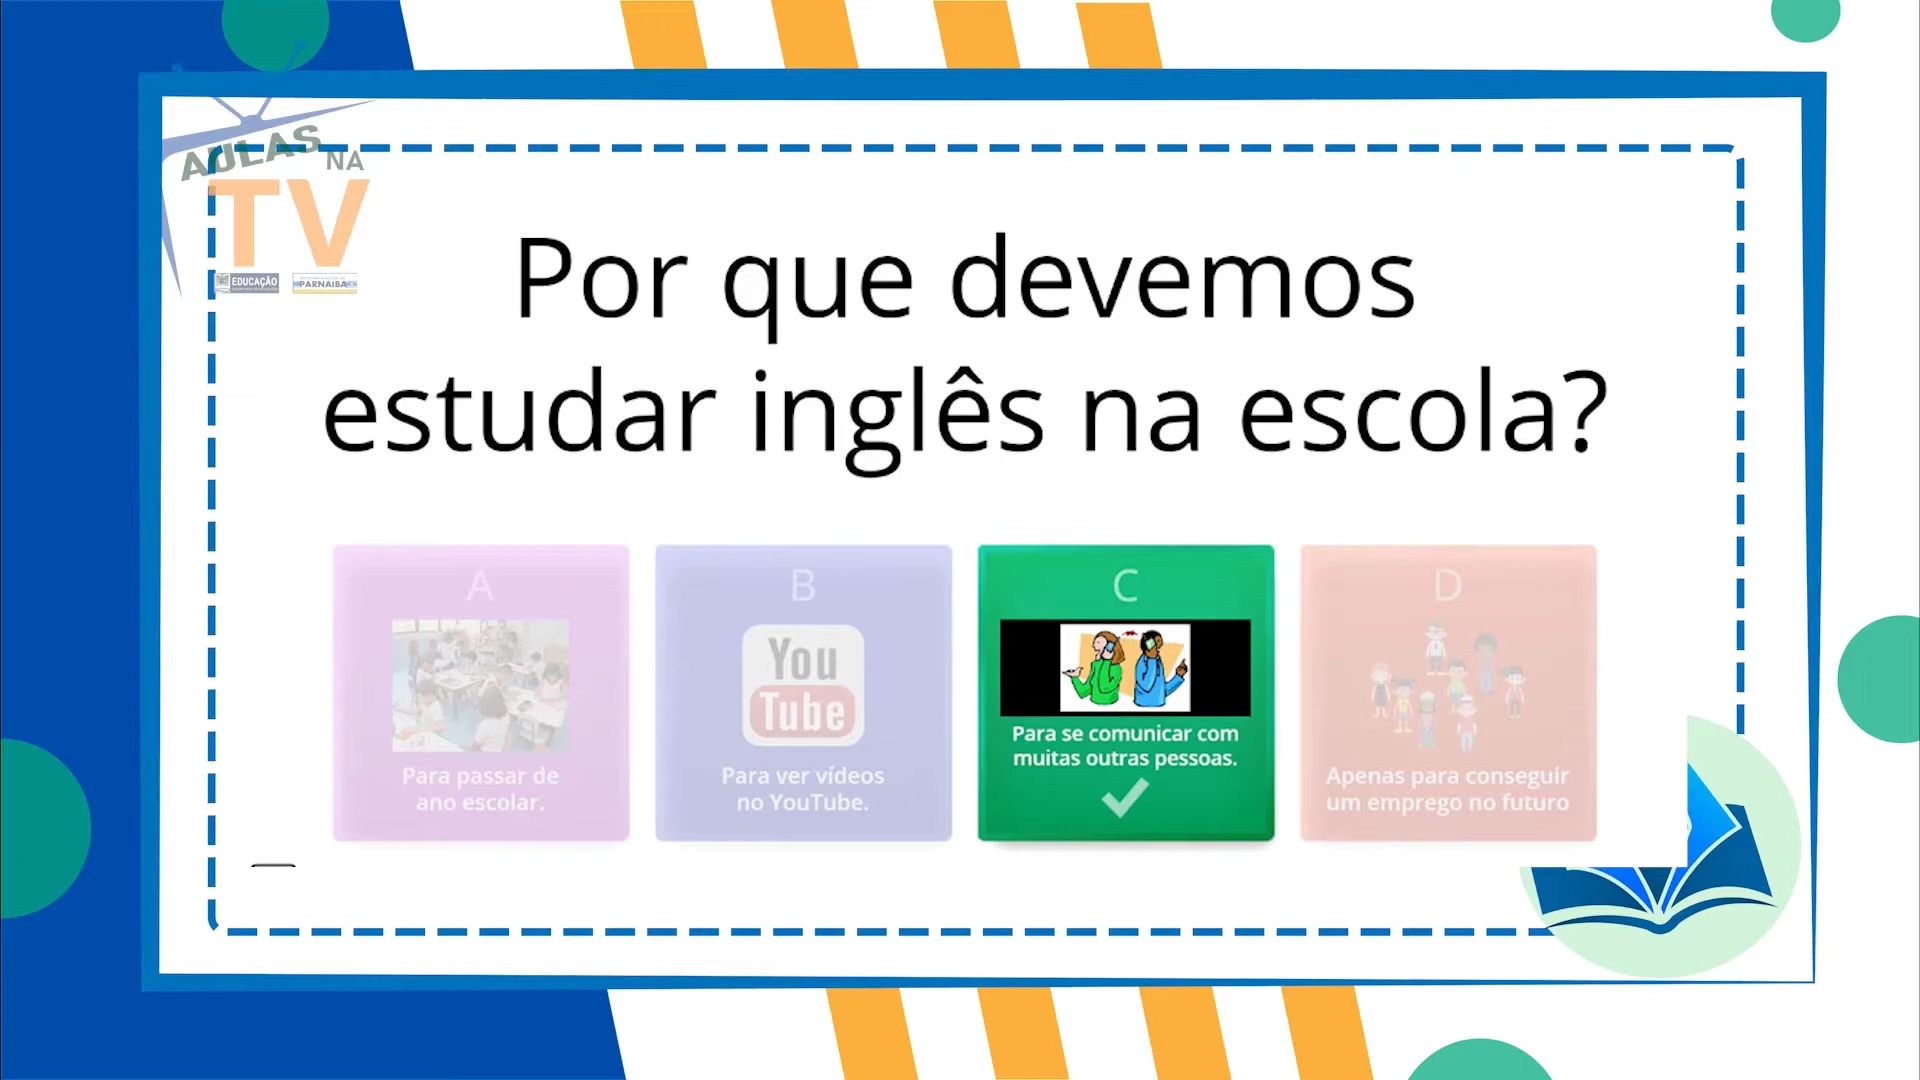 AULAS NA
TV
EDUCAÇÃO
PARNAIBA
Por que devemos
estudar inglês na escola?
A
Para passar de
ano escolar.
B
You
Tube
Para ver vídeos
no YouTube.
C
Para se comunicar com
muitas outras pessoas.
D
Apenas para conseguir
um emprego no futuro